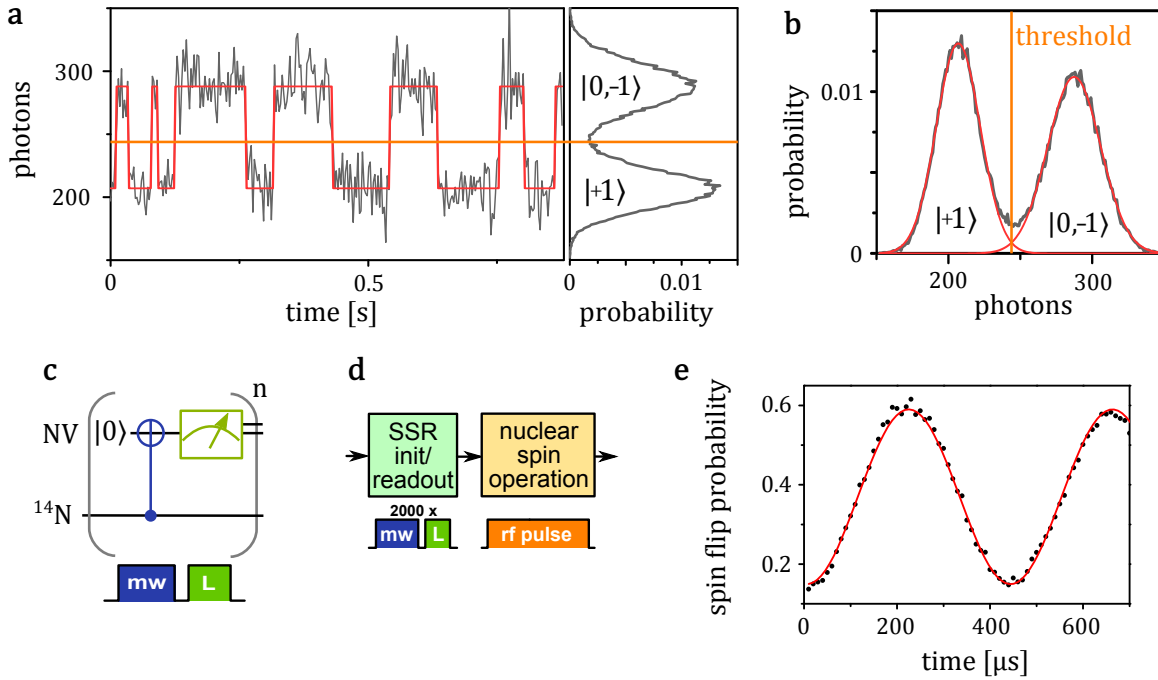 a
photons
300
200
0
0.5
time [s]
|0,-1⟩
|+1⟩
0
0.01
probability
b
threshold
probability
0.01
0
|+1⟩
|0,-1⟩
200
300
photons
c
n
NV
|0⟩
14N
mw
L
d
SSR
init/
readout
nuclear
spin
operation
2000 x
mw
L
rf pulse
e
spin flip probability
0.6
0.4
0.2
0
200
400
600
time [µs]